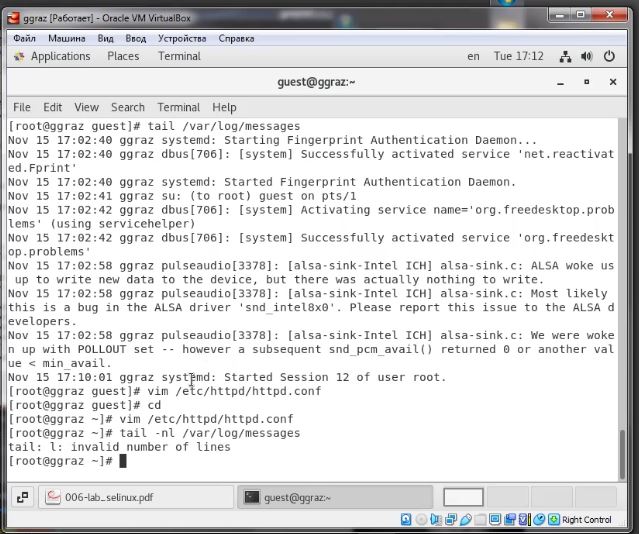 ggraz [Работает] - Oracle VM VirtualBox
Файл Машина Вид Ввод Устройства Справка
Applications Places Terminal en Tue 17:12
guest@ggraz:~
File Edit View Search Terminal Help
[root@ggraz guest]# tail /var/log/messages
Nov 15 17:02:40 ggraz systemd: Starting Fingerprint Authentication Daemon...
Nov 15 17:02:40 ggraz dbus[706]: [system] Successfully activated service 'net.reactivat
ed.Fprint'
Nov 15 17:02:40 ggraz systemd: Started Fingerprint Authentication Daemon.
Nov 15 17:02:41 ggraz su: (to root) guest on pts/1
Nov 15 17:02:42 ggraz dbus[706]: [system] Activating service name='org.freedesktop.prob
lems' (using servicehelper)
Nov 15 17:02:42 ggraz dbus[706]: [system] Successfully activated service 'org.freedeskt
op.problems'
Nov 15 17:02:58 ggraz pulseaudio[3378]: [alsa-sink-Intel ICH] alsa-sink.c: ALSA woke us
 up to write new data to the device, but there was actually nothing to write.
Nov 15 17:02:58 ggraz pulseaudio[3378]: [alsa-sink-Intel ICH] alsa-sink.c: Most likely
this is a bug in the ALSA driver 'snd_intel8x0'. Please report this issue to the ALSA d
evelopers.
Nov 15 17:02:58 ggraz pulseaudio[3378]: [alsa-sink-Intel ICH] alsa-sink.c: We were woke
n up with POLLOUT set -- however a subsequent snd_pcm_avail() returned 0 or another val
ue < min_avail.
Nov 15 17:10:01 ggraz systemd: Started Session 12 of user root.
[root@ggraz guest]# vim /etc/httpd/httpd.conf
[root@ggraz guest]# cd
[root@ggraz ~]# vim /etc/httpd/httpd.conf
[root@ggraz ~]# tail -nl /var/log/messages
tail: l: invalid number of lines
[root@ggraz ~]#
006-lab_selinux.pdf guest@ggraz:~
Right Control